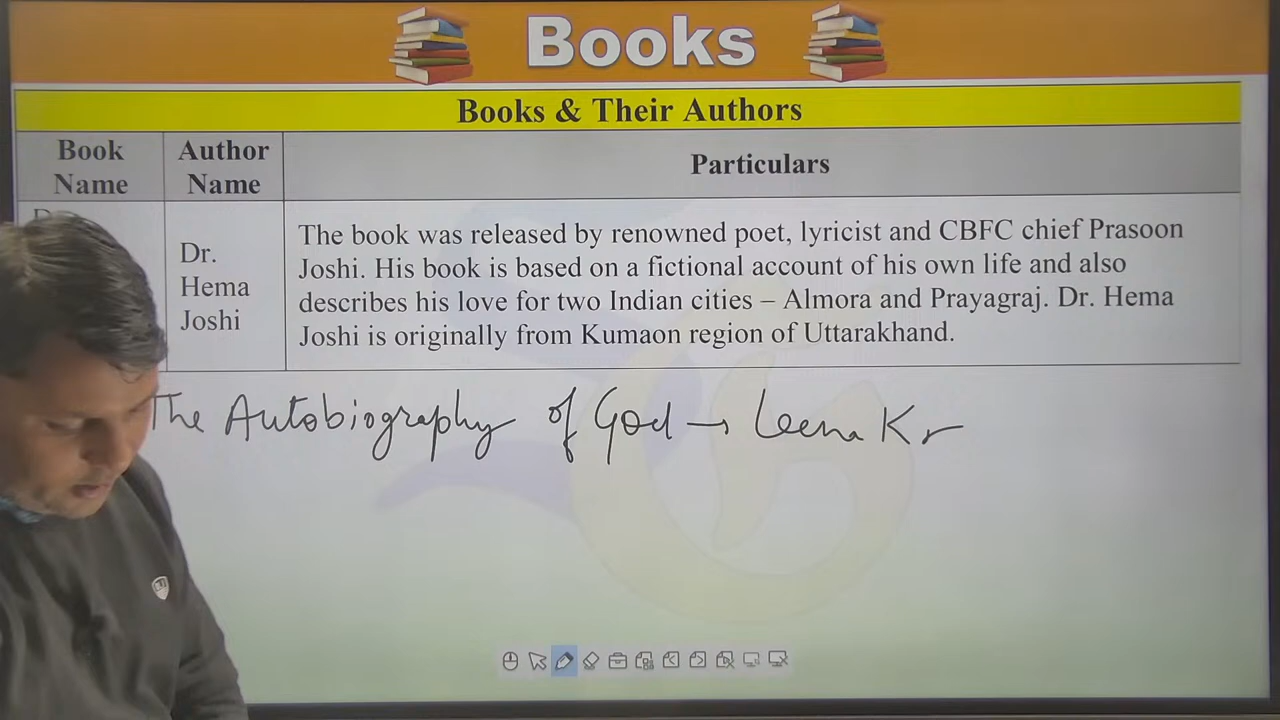 Books
Books & Their Authors
Book Name
Author Name
Particulars
Dr. Hema Joshi
The book was released by renowned poet, lyricist and CBFC chief Prasoon
Joshi. His book is based on a fictional account of his own life and also
describes his love for two Indian cities – Almora and Prayagraj. Dr. Hema
Joshi is originally from Kumaon region of Uttarakhand.
The Autobiography of God → Leena Kr